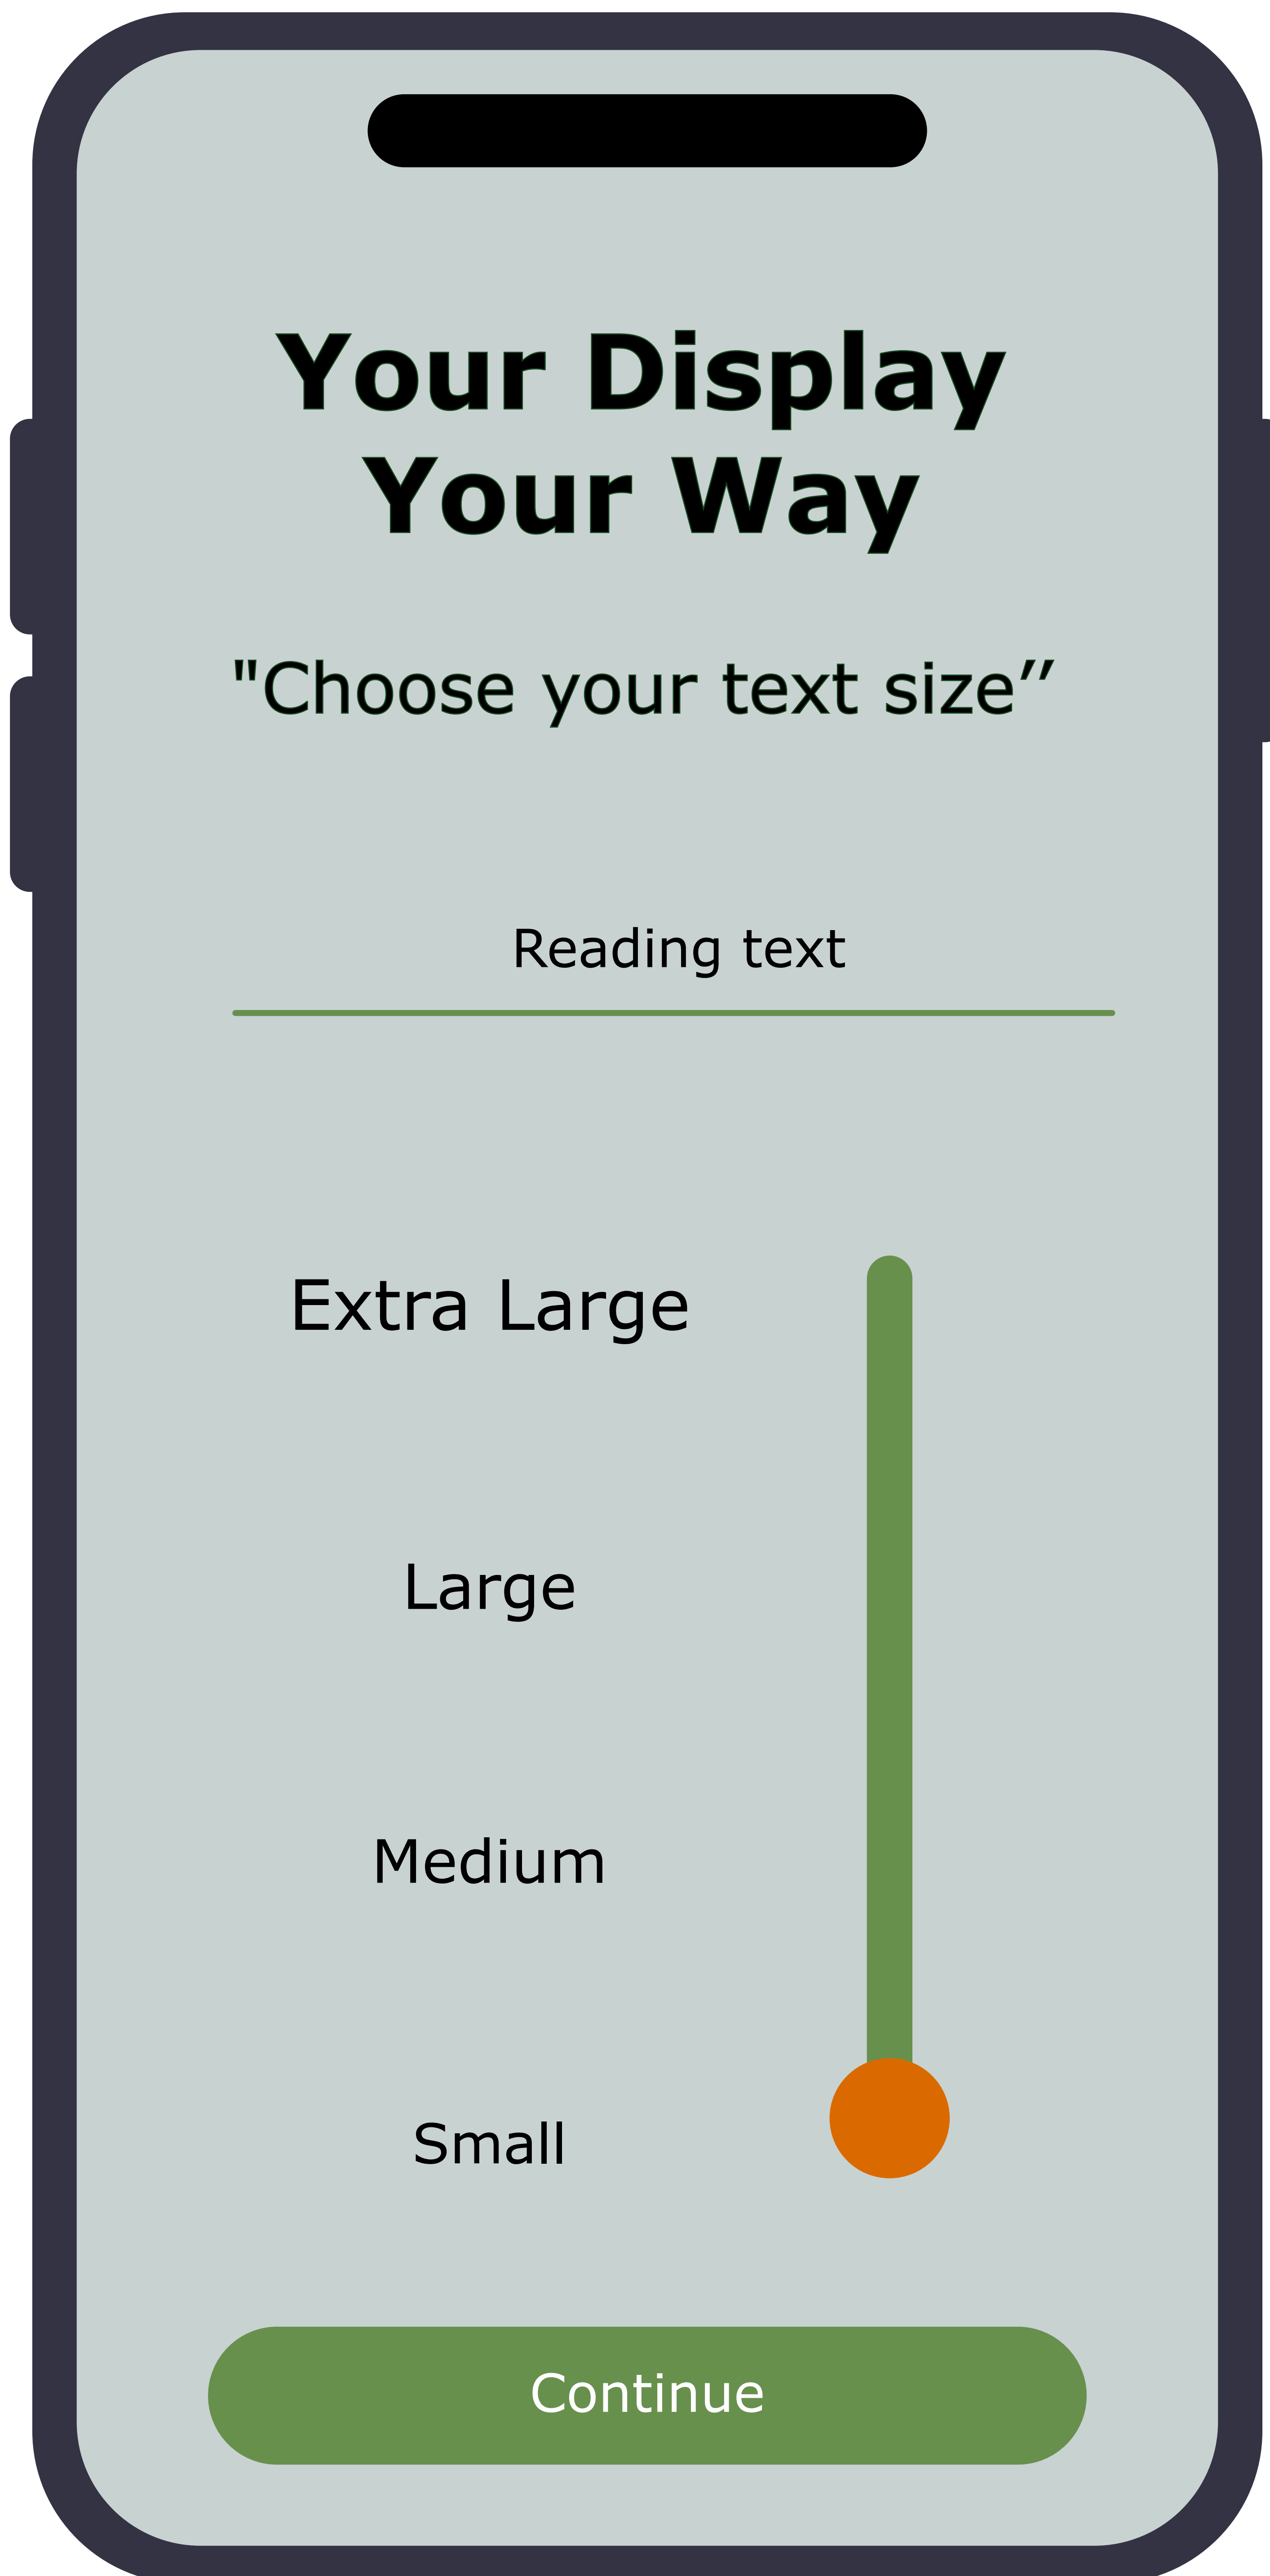 Your Display
Your Way
"Choose your text size’’
Reading text
Extra Large
Large
Medium
Small
Continue